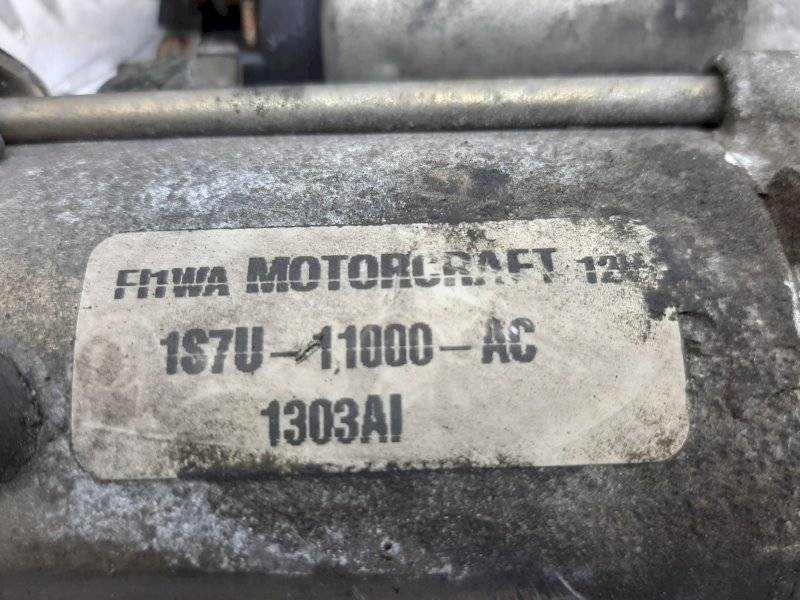 FI1WA MOTORCRAFT 12V
1S7U-11000-AC
1303AI